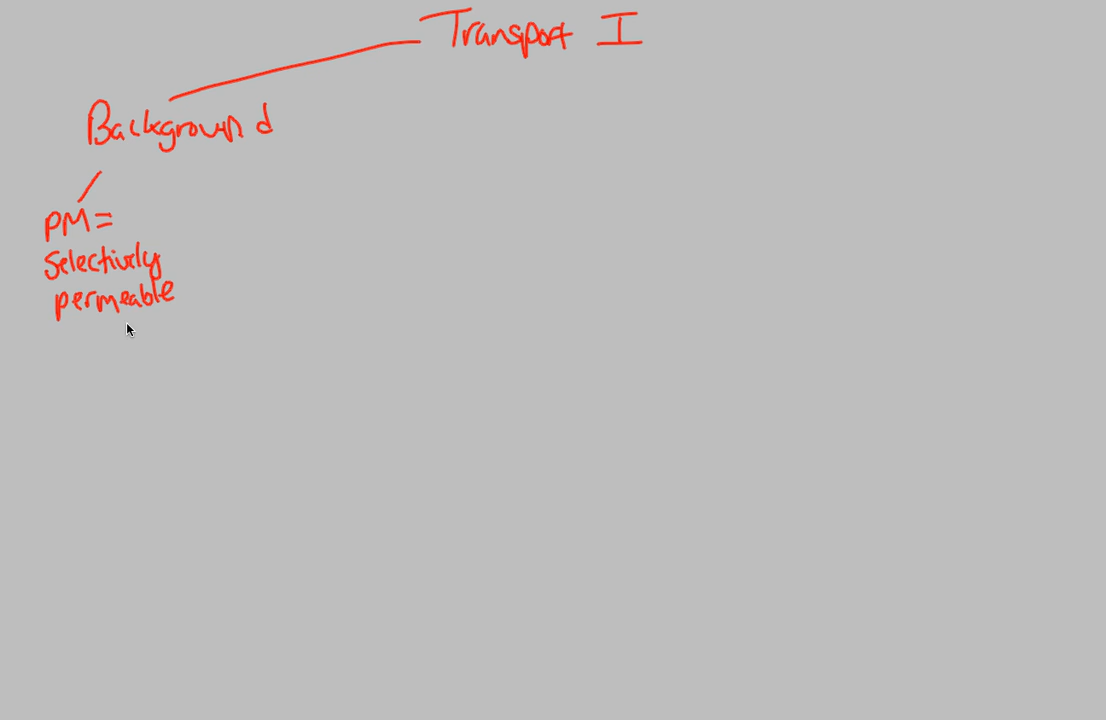 Transport I
Background
PM =
Selectively
permeable